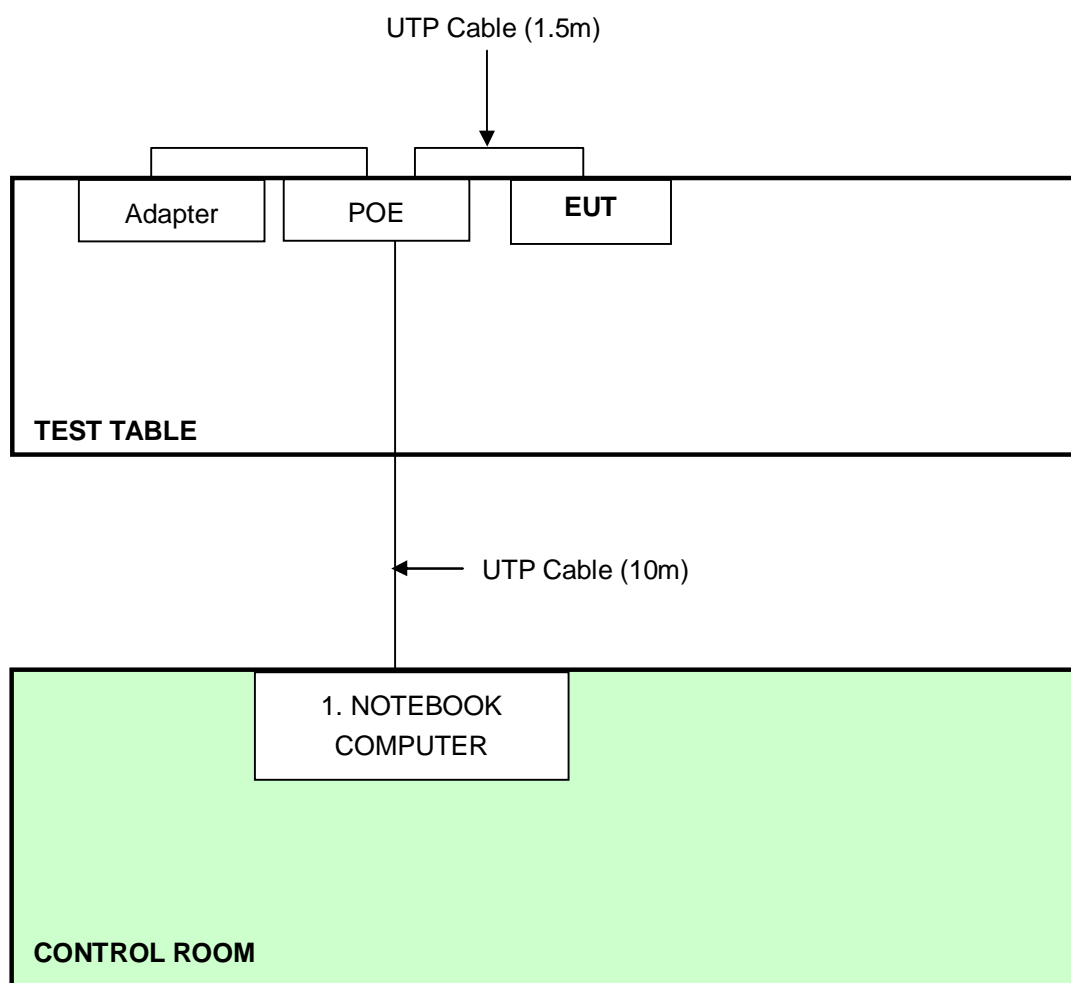 UTP Cable (1.5m)
Adapter
POE
EUT
TEST TABLE
UTP Cable (10m)
1. NOTEBOOK
COMPUTER
CONTROL ROOM